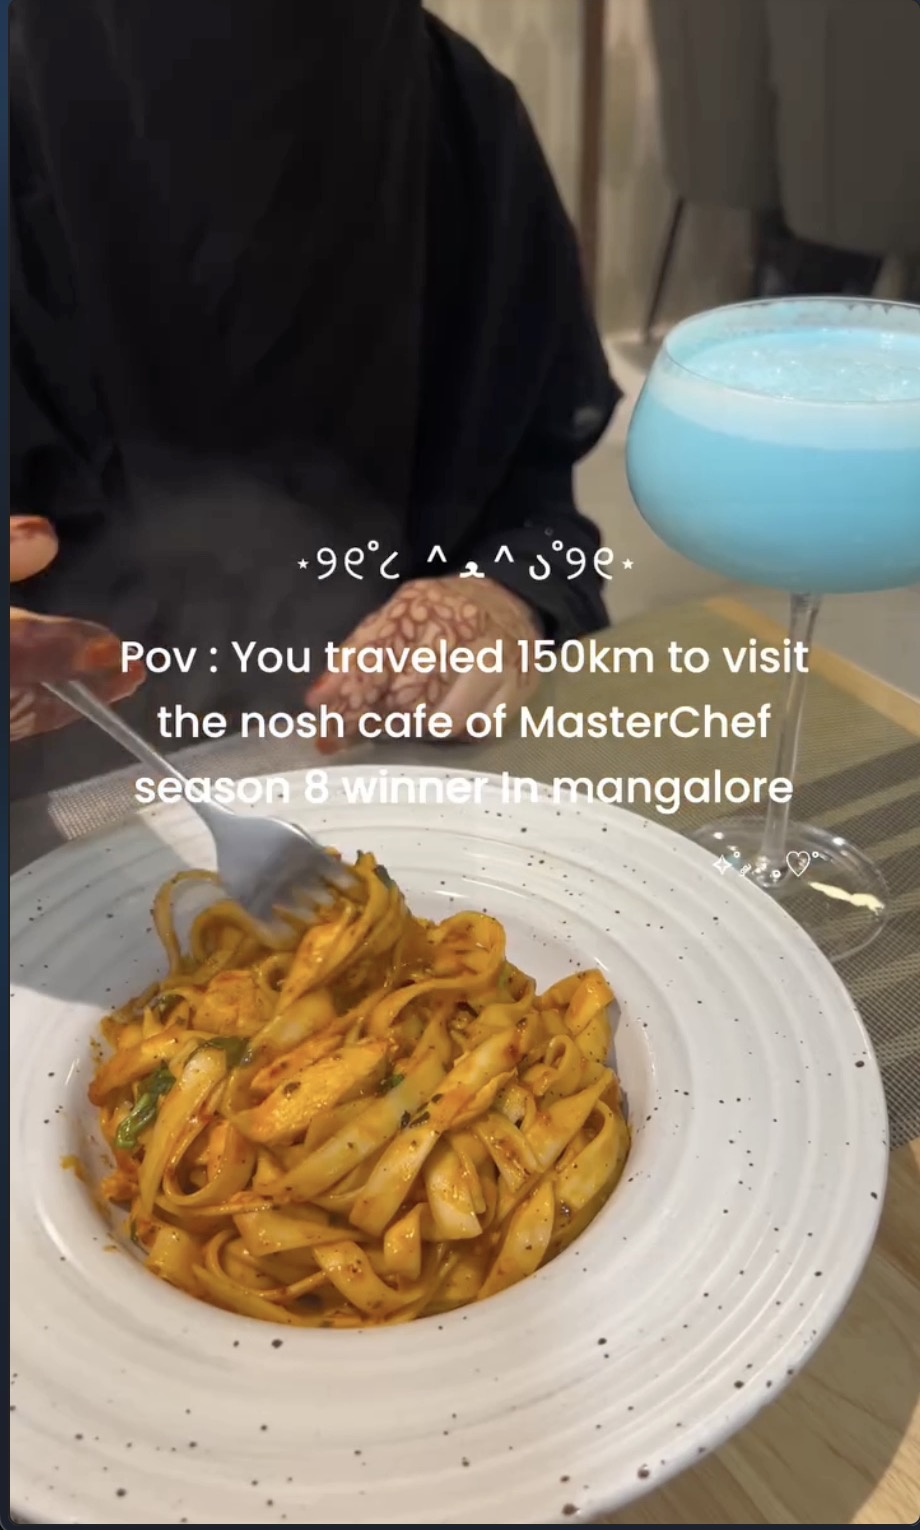 ⋆୨୧˚ ᰔ ^ﻌ^ ა˚୨୧⋆
Pov : You traveled 150km to visit
the nosh cafe of MasterChef
season 8 winner In mangalore